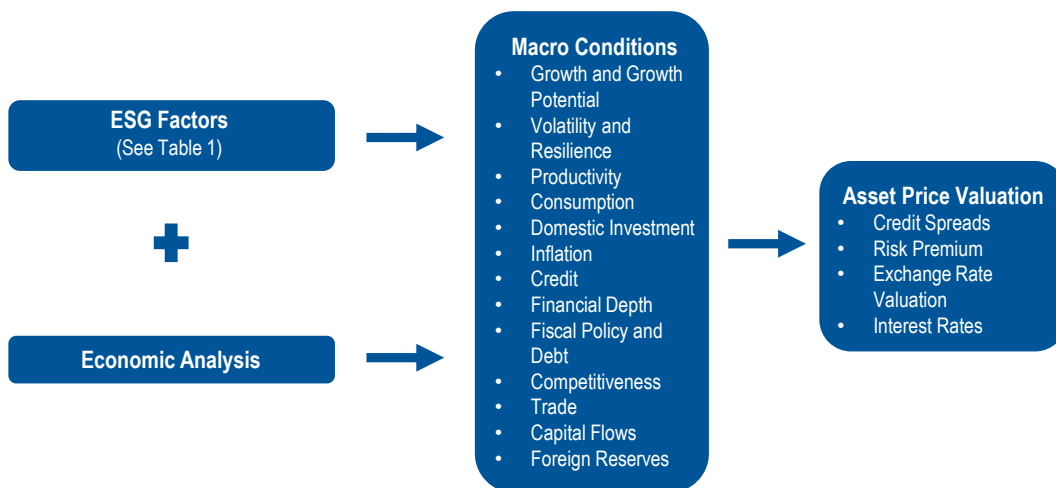 ESG Factors
(See Table 1)
Economic Analysis
Macro Conditions
• Growth and Growth
Potential
• Volatility and
Resilience
• Productivity
• Consumption
• Domestic Investment
• Inflation
• Credit
• Financial Depth
• Fiscal Policy and
Debt
• Competitiveness
• Trade
• Capital Flows
• Foreign Reserves
Asset Price Valuation
• Credit Spreads
• Risk Premium
• Exchange Rate
Valuation
• Interest Rates